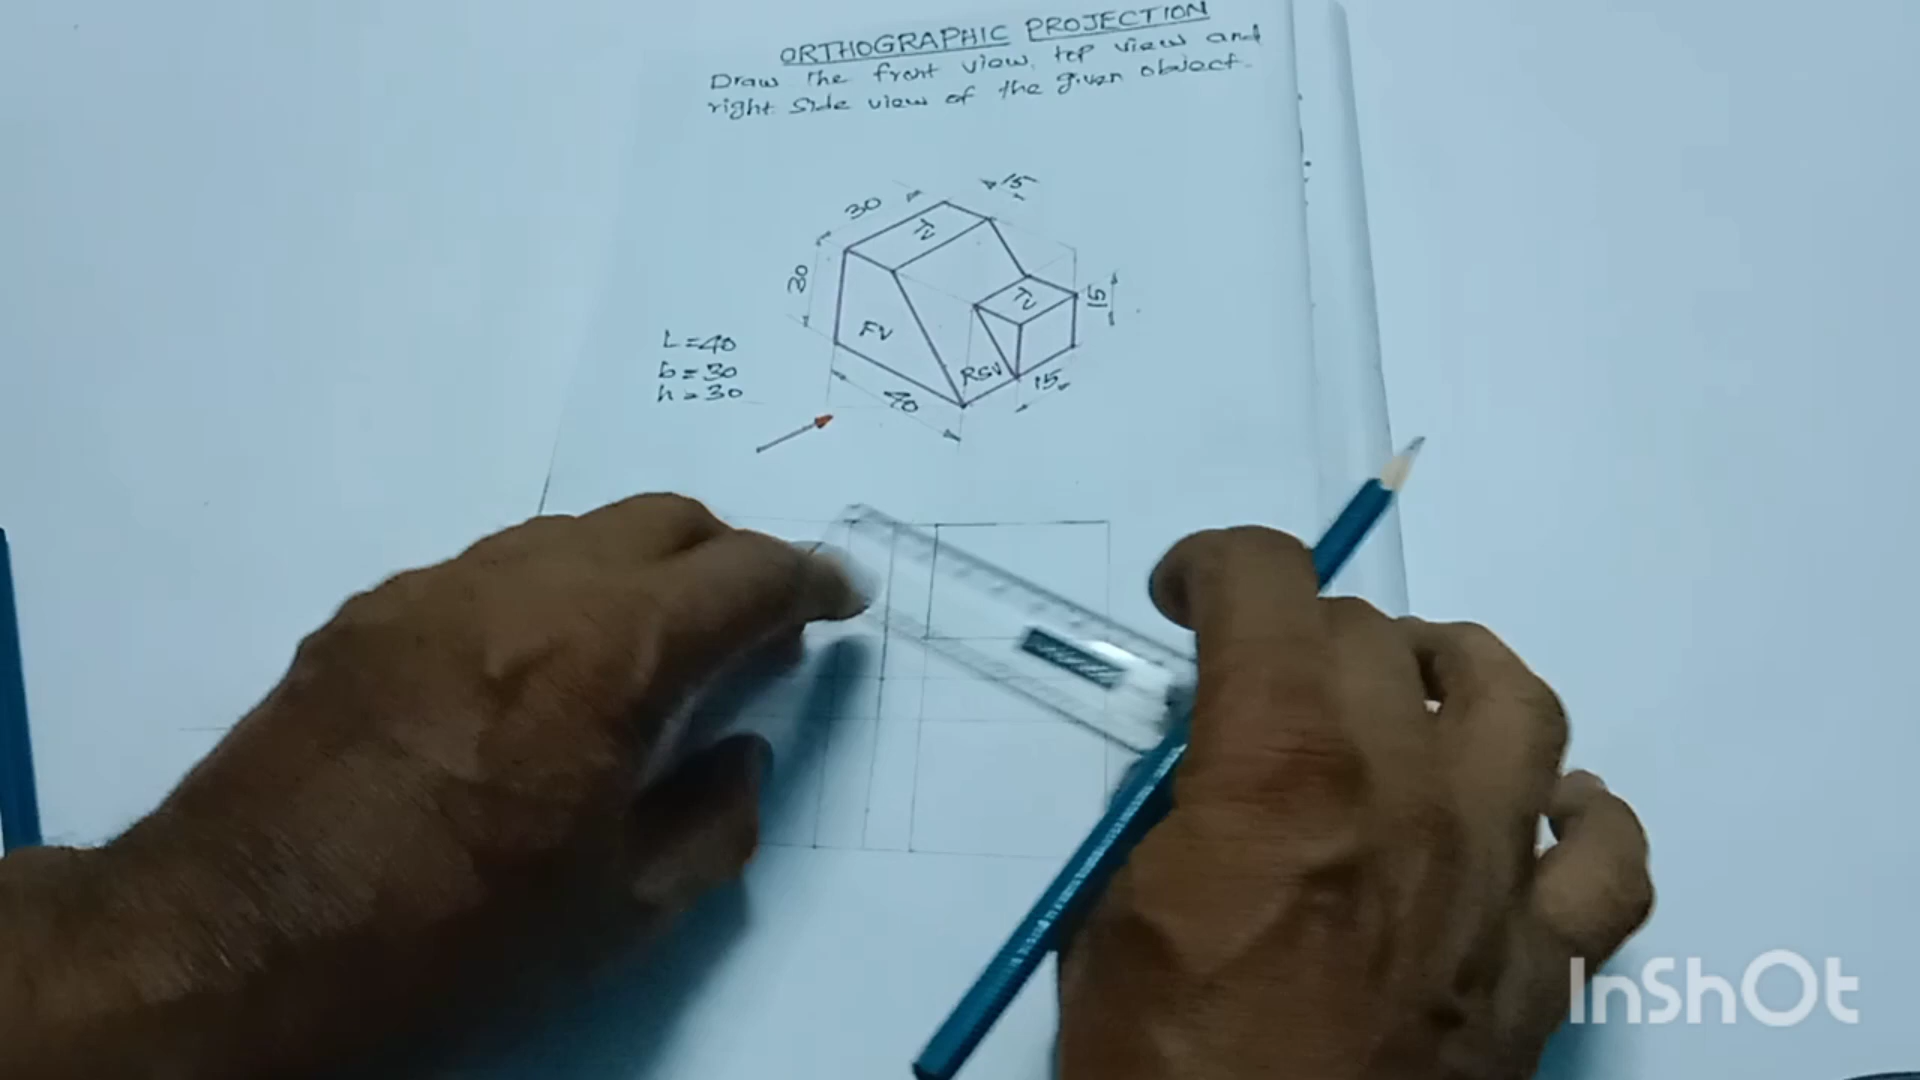 ORTHOGRAPHIC PROJECTION
Draw the front view, top view and
right side view of the given object.
30
15
TV
30
TV
15
FV
L=40
b=30
h=30
RSV
15
40
InShOt